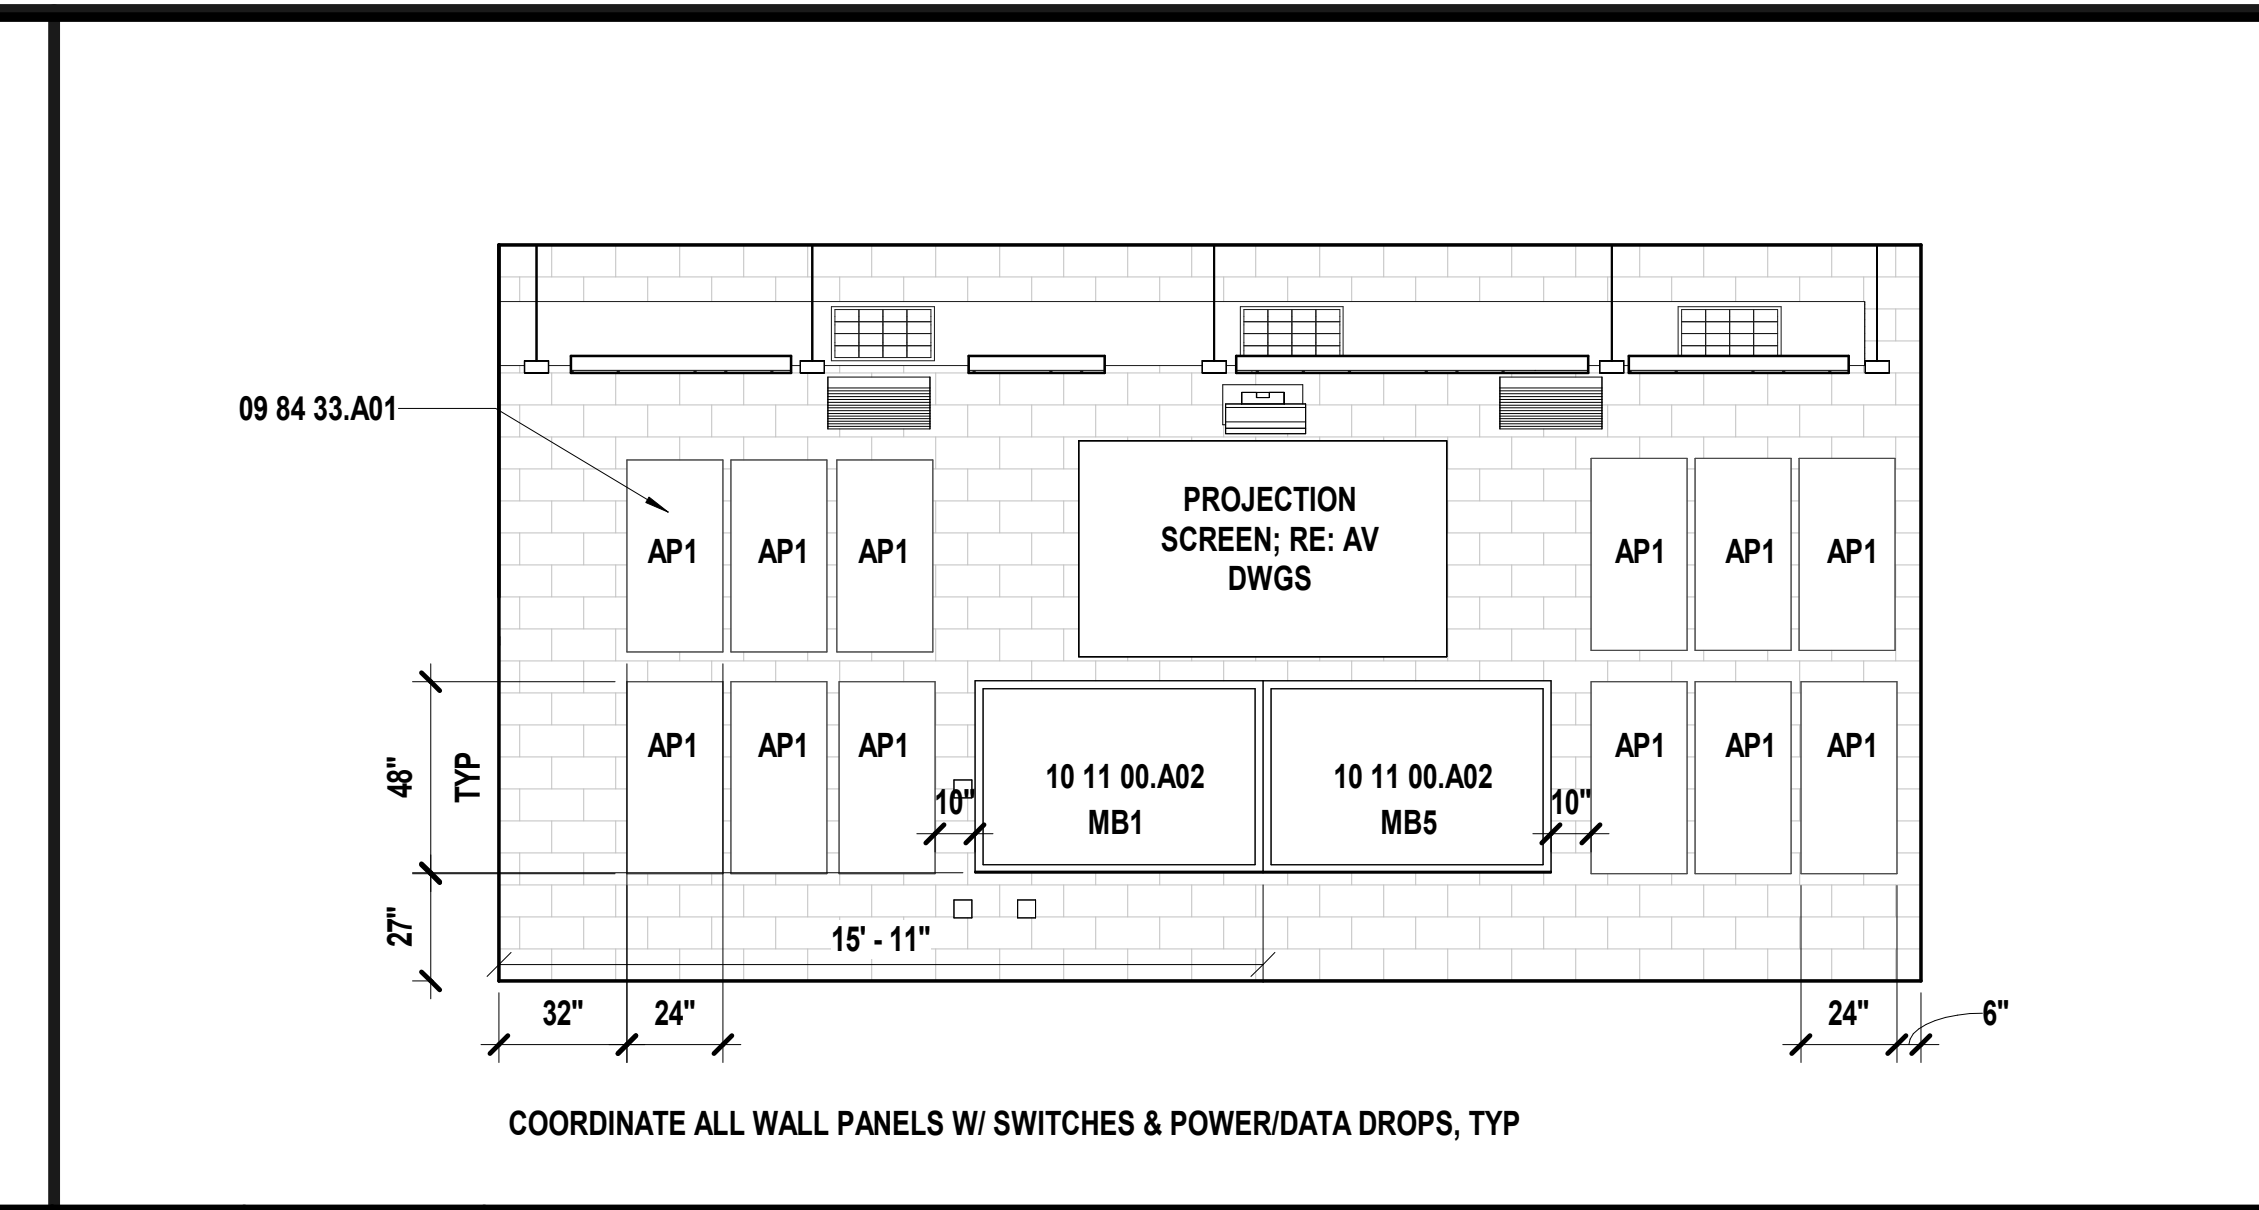 09 84 33.A01
PROJECTION
SCREEN; RE: AV
DWGS
AP1 AP1 AP1 AP1 AP1 AP1
AP1 AP1 AP1 AP1 AP1 AP1
48"
TYP
10 11 00.A02
MB1
10 11 00.A02
MB5
10"
10"
27"
15' - 11"
32" 24" 24" 6"
COORDINATE ALL WALL PANELS W/ SWITCHES & POWER/DATA DROPS, TYP